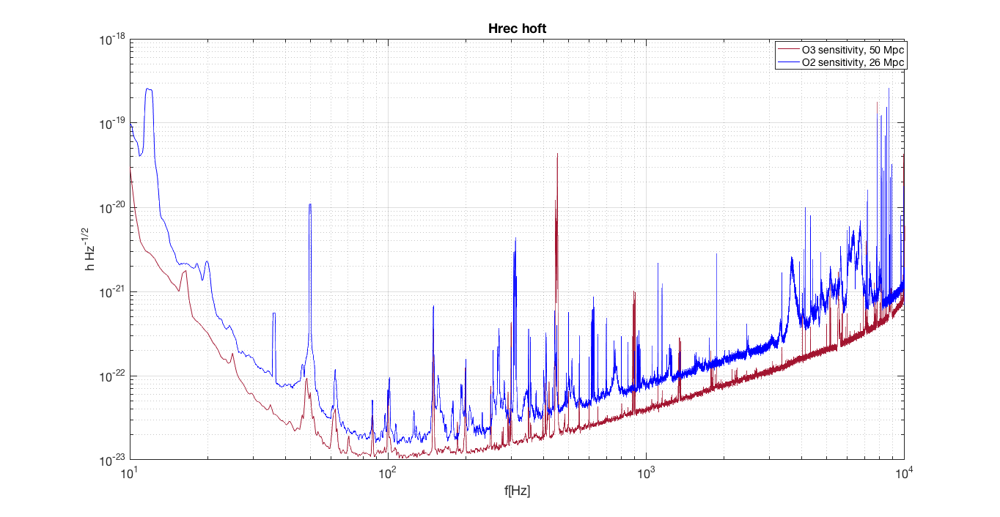 Hrec hoft
O3 sensitivity, 50 Mpc
O2 sensitivity, 26 Mpc
h Hz^-1/2
10^-18
10^-19
10^-20
10^-21
10^-22
10^-23
10^1
10^2
10^3
10^4
f[Hz]